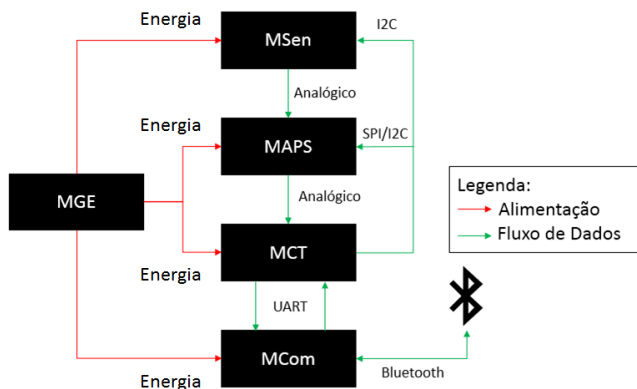 Energia
MSen
I2C
Analógico
Energia
MAPS
SPI/I2C
MGE
Analógico
Legenda:
Alimentação
Fluxo de Dados
MCT
Energia
UART
MCom
Bluetooth
Energia